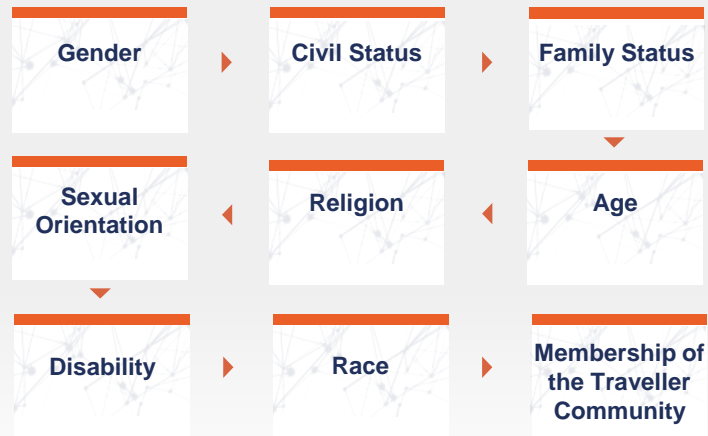 Gender
Civil Status
Family Status
Sexual
Orientation
Religion
Age
Disability
Race
Membership of
the Traveller
Community